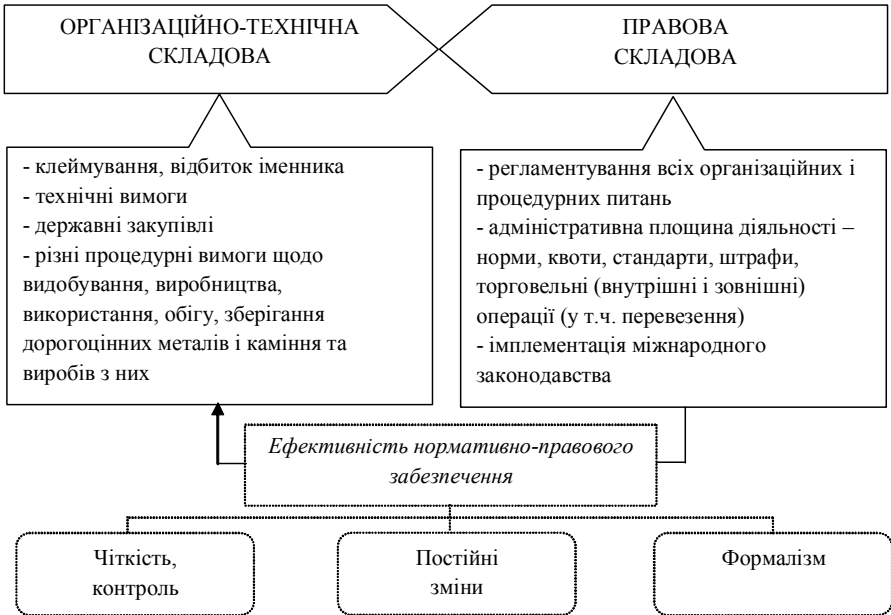 ОРГАНІЗАЦІЙНО-ТЕХНІЧНА
СКЛАДОВА
ПРАВОВА
СКЛАДОВА
- клеймування, відбиток іменника
- технічні вимоги
- державні закупівлі
- різні процедурні вимоги щодо
видобування, виробництва,
використання, обігу, зберігання
дорогоцінних металів і каміння та
виробів з них
- регламентування всіх організаційних і
процедурних питань
- адміністративна площина діяльності –
норми, квоти, стандарти, штрафи,
торговельні (внутрішні і зовнішні)
операції (у т.ч. перевезення)
- імплементація міжнародного
законодавства
Ефективність нормативно-правового
забезпечення
Чіткість,
контроль
Постійні
зміни
Формалізм